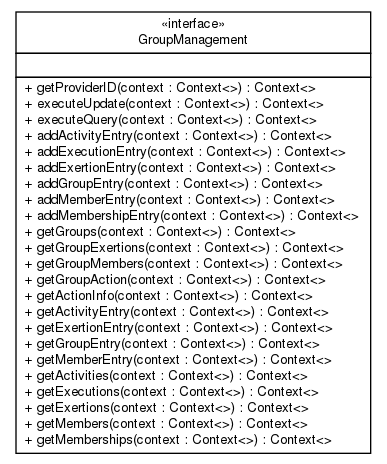 «interface»
GroupManagement
+ getProviderID(context : Context<>) : Context<>
+ executeUpdate(context : Context<>) : Context<>
+ executeQuery(context : Context<>) : Context<>
+ addActivityEntry(context : Context<>) : Context<>
+ addExecutionEntry(context : Context<>) : Context<>
+ addExertionEntry(context : Context<>) : Context<>
+ addGroupEntry(context : Context<>) : Context<>
+ addMemberEntry(context : Context<>) : Context<>
+ addMembershipEntry(context : Context<>) : Context<>
+ getGroups(context : Context<>) : Context<>
+ getGroupExertions(context : Context<>) : Context<>
+ getGroupMembers(context : Context<>) : Context<>
+ getGroupAction(context : Context<>) : Context<>
+ getActionInfo(context : Context<>) : Context<>
+ getActivityEntry(context : Context<>) : Context<>
+ getExertionEntry(context : Context<>) : Context<>
+ getGroupEntry(context : Context<>) : Context<>
+ getMemberEntry(context : Context<>) : Context<>
+ getActivities(context : Context<>) : Context<>
+ getExecutions(context : Context<>) : Context<>
+ getExertions(context : Context<>) : Context<>
+ getMembers(context : Context<>) : Context<>
+ getMemberships(context : Context<>) : Context<>